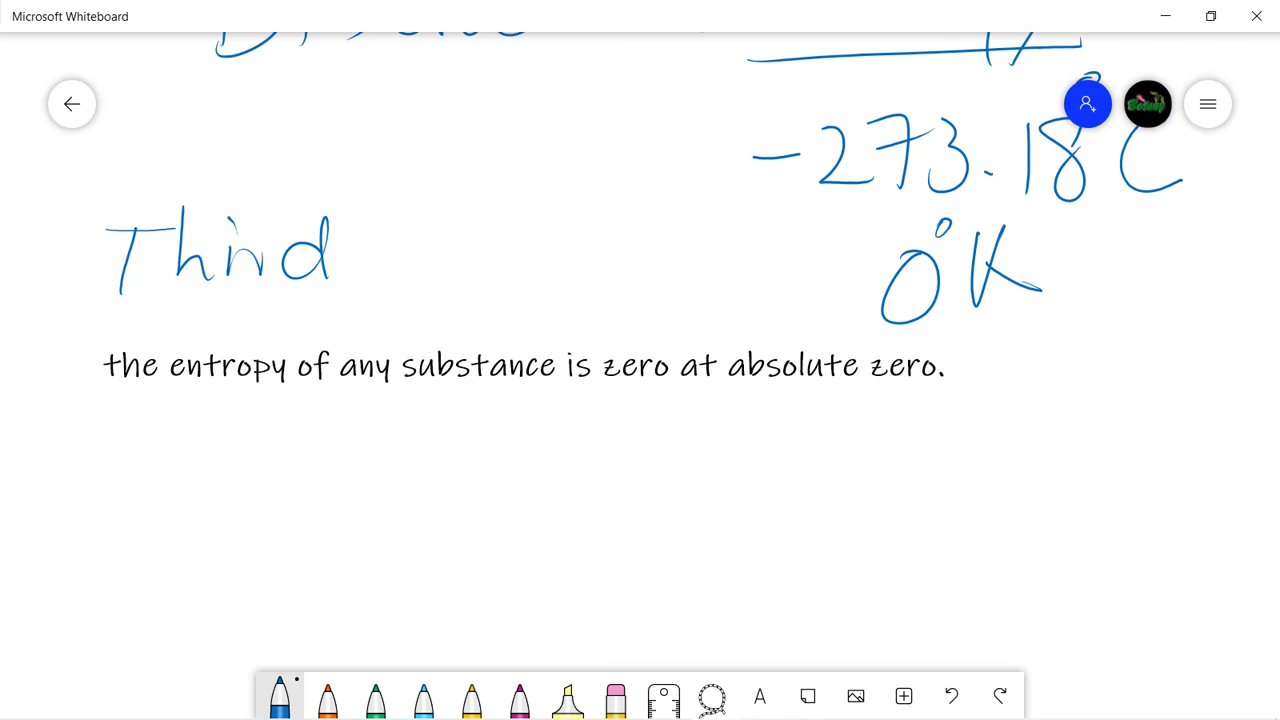 Microsoft Whiteboard
-273.18°C
Third
0°K
the entropy of any substance is zero at absolute zero.
A